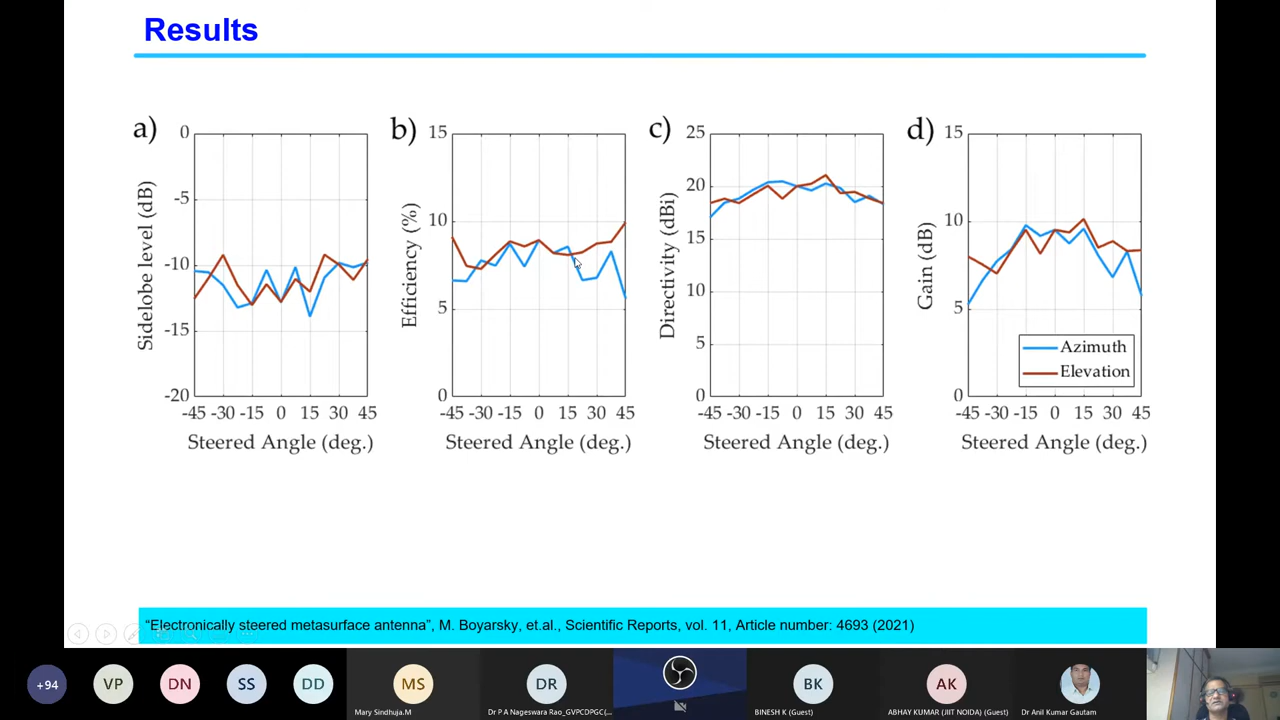 Results
a)
0
-5
-10
-15
-20
-45 -30 -15 0 15 30 45
Sidelobe level (dB)
Steered Angle (deg.)
b)
15
10
5
0
-45 -30 -15 0 15 30 45
Efficiency (%)
Steered Angle (deg.)
c)
25
20
15
10
5
0
-45 -30 -15 0 15 30 45
Directivity (dBi)
Steered Angle (deg.)
d)
15
10
5
0
-45 -30 -15 0 15 30 45
Gain (dB)
Steered Angle (deg.)
Azimuth
Elevation
“Electronically steered metasurface antenna”, M. Boyarsky, et.al., Scientific Reports, vol. 11, Article number: 4693 (2021)
+94
VP
DN
SS
DD
MS
Mary Sindhuja.M
DR
Dr P A Nageswara Rao_GVPCDPGC(...
BK
BINESH K (Guest)
AK
ABHAY KUMAR (JIIT NOIDA) (Guest)
Dr Anil Kumar Gautam